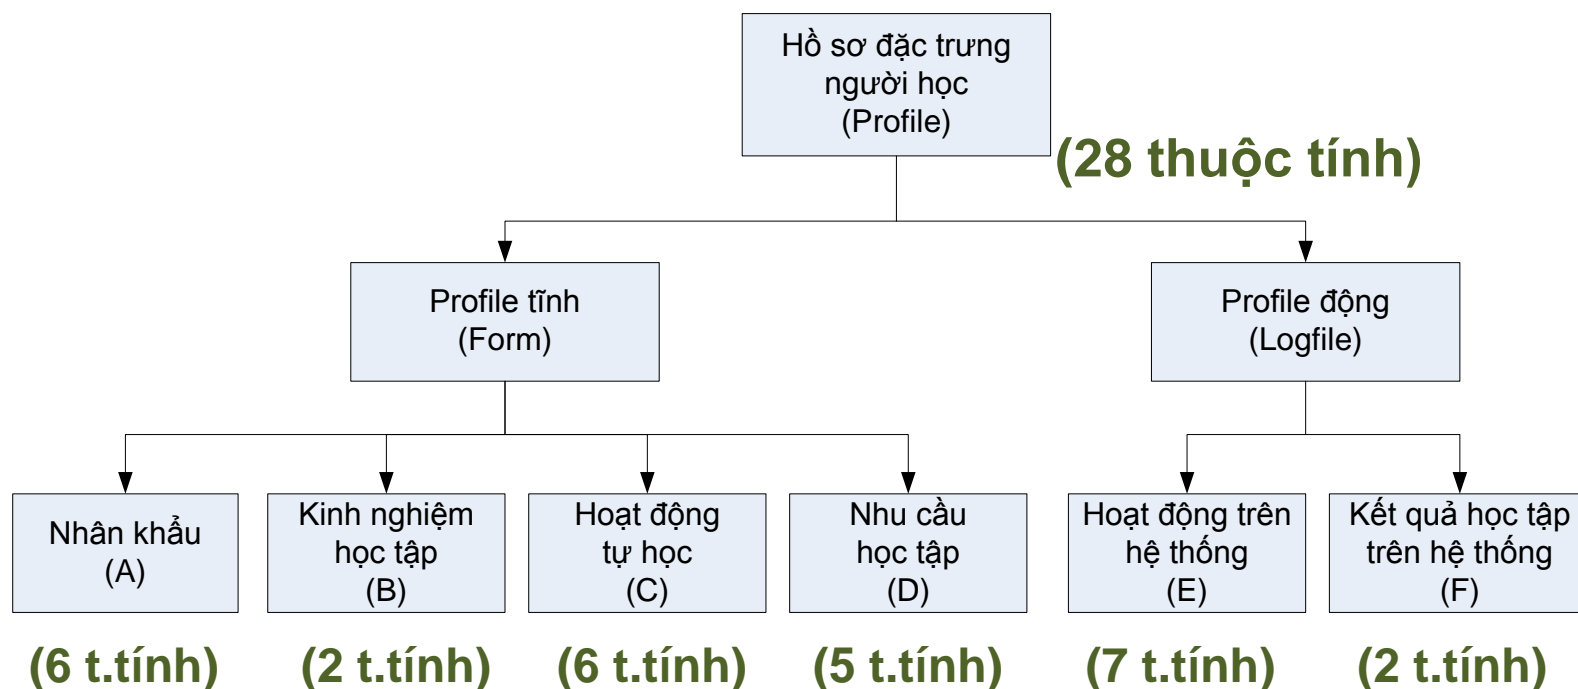 Hồ sơ đặc trưng
người học
(Profile)
(28 thuộc tính)
Profile tĩnh
(Form)
Profile động
(Logfile)
Nhân khẩu
(A)
Kinh nghiệm
học tập
(B)
Hoạt động
tự học
(C)
Nhu cầu
học tập
(D)
Hoạt động trên
hệ thống
(E)
Kết quả học tập
trên hệ thống
(F)
(6 t.tính)
(2 t.tính)
(6 t.tính)
(5 t.tính)
(7 t.tính)
(2 t.tính)